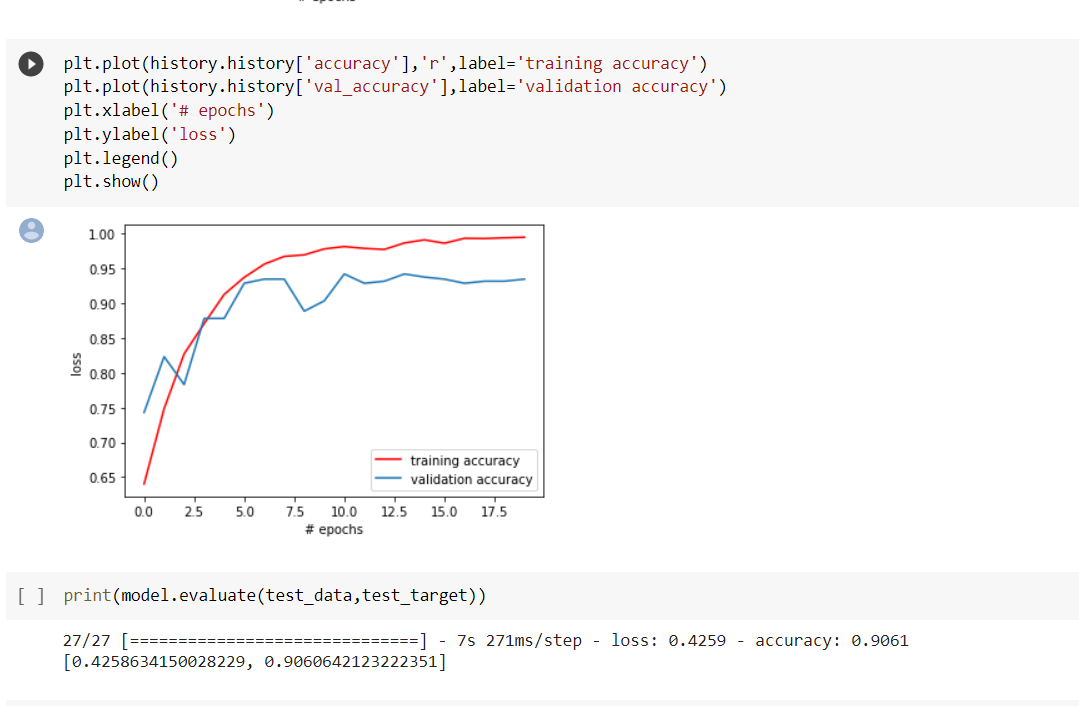 # epochs
plt.plot(history.history['accuracy'],'r',label='training accuracy')
plt.plot(history.history['val_accuracy'],label='validation accuracy')
plt.xlabel('# epochs')
plt.ylabel('loss')
plt.legend()
plt.show()
1.00
0.95
0.90
0.85
0.80
0.75
0.70
0.65
loss
training accuracy
validation accuracy
0.0 2.5 5.0 7.5 10.0 12.5 15.0 17.5
# epochs
[ ] print(model.evaluate(test_data,test_target))
27/27 [==============================] - 7s 271ms/step - loss: 0.4259 - accuracy: 0.9061
[0.4258634150028229, 0.9060642123222351]